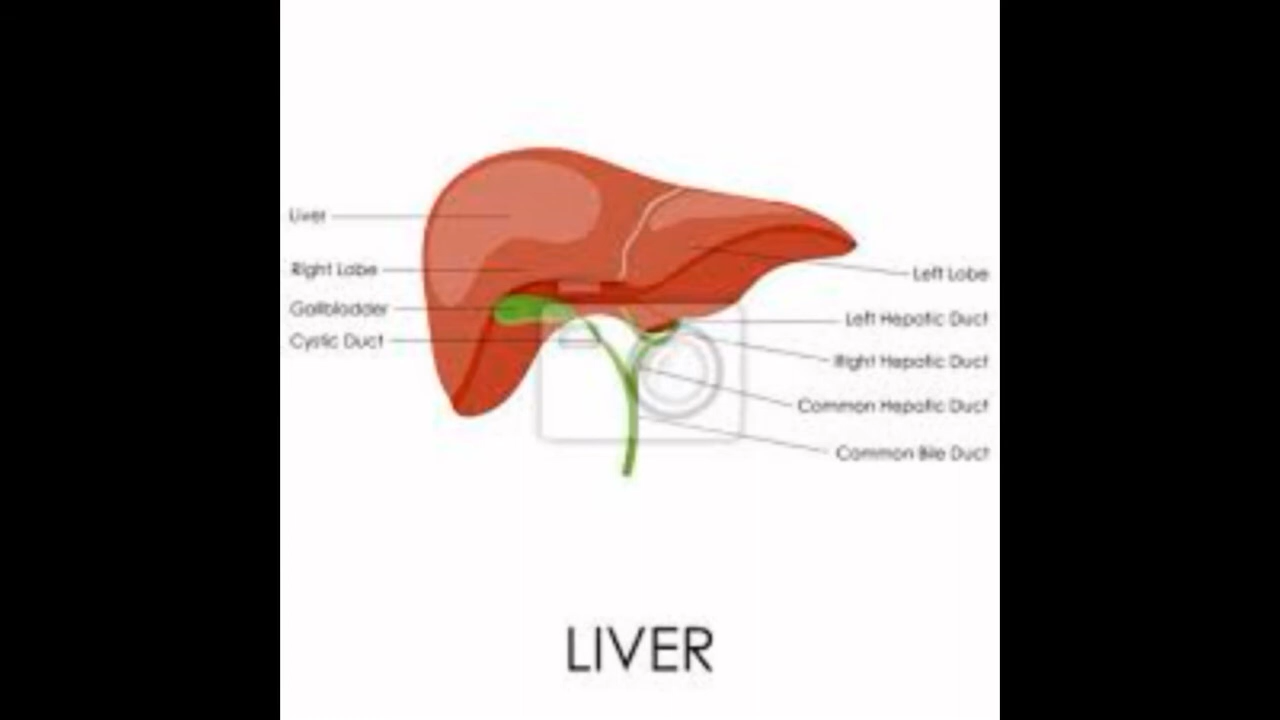 Liver
Right Lobe
Gallbladder
Cystic Duct
Left Lobe
Left Hepatic Duct
Right Hepatic Duct
Common Hepatic Duct
Common Bile Duct
LIVER